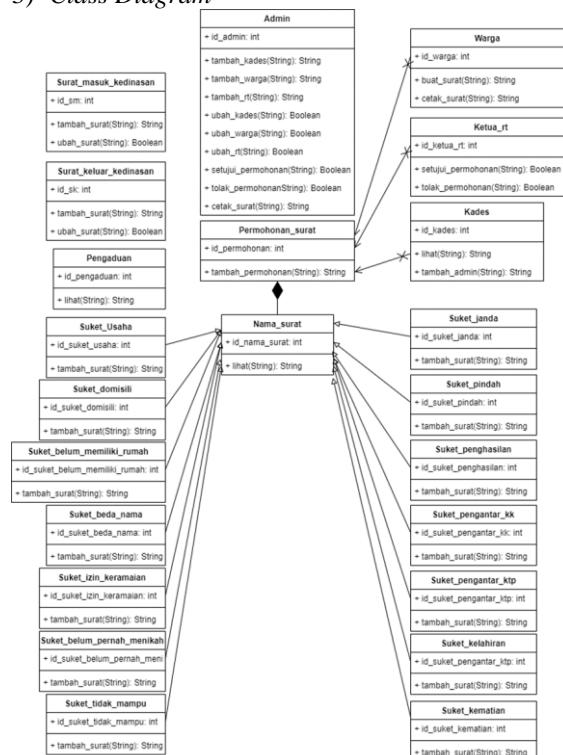 3) Class Diagram
Admin
+ id_admin: int
+ tambah_kades(String): String
+ tambah_warga(String): String
+ tambah_rt(String): String
+ ubah_kades(String): Boolean
+ ubah_warga(String): Boolean
+ ubah_rt(String): Boolean
+ setujui_permohonan(String): Boolean
+ tolak_permohonanString): Boolean
+ cetak_surat(String): String
Surat_masuk_kedinasan
+ id_sm: int
+ tambah_surat(String): String
+ ubah_surat(String): Boolean
Surat_keluar_kedinasan
+ id_sk: int
+ tambah_surat(String): String
+ ubah_surat(String): Boolean
Pengaduan
+ id_pengaduan: int
+ lihat(String): String
Warga
+ id_warga: int
+ buat_surat(String): String
+ cetak_surat(String): String
Ketua_rt
+ id_ketua_rt: int
+ setujui_permohonan(String): Boolean
+ tolak_permohonan(String): Boolean
Kades
+ id_kades: int
+ lihat(String): String
+ tambah_admin(String): String
Permohonan_surat
+ id_permohonan: int
+ tambah_permohonan(String): String
Nama_surat
+ id_nama_surat: int
+ lihat(String): String
Suket_Usaha
+ id_suket_usaha: int
tambah_surat(String): String
Suket_domisili
+ id_suket_domisili: int
tambah_surat(String): String
Suket_belum_memiliki_rumah
+ id_suket_belum_memiliki_rumah: int
+ tambah_surat(String): String
Suket_beda_nama
+ id_suket_beda_nama: int
+ tambah_surat(String): String
Suket_izin_keramaian
+ id_suket_izin_keramaian: int
+ tambah_surat(String): String
Suket_belum_pernah_menikah
+ id_suket_belum_pernah_meni
+ tambah_surat(String): String
Suket_tidak_mampu
+ id_suket_tidak_mampu: int
+ tambah_surat(String): String
Suket_janda
+ id_suket_janda: int
+ tambah_surat(String): String
Suket_pindah
+ id_suket_pindah: int
+ tambah_surat(String): String
Suket_penghasilan
+ id_suket_penghasilan: int
+ tambah_surat(String): String
Suket_pengantar_kk
+ id_suket_pengantar_kk: int
+ tambah_surat(String): String
Suket_pengantar_ktp
+ id_suket_pengantar_ktp: int
+ tambah_surat(String): String
Suket_kelahiran
+ id_suket_pengantar_ktp: int
+ tambah_surat(String): String
Suket_kematian
+ id_suket_kematian: int
+ tambah_surat(String): String